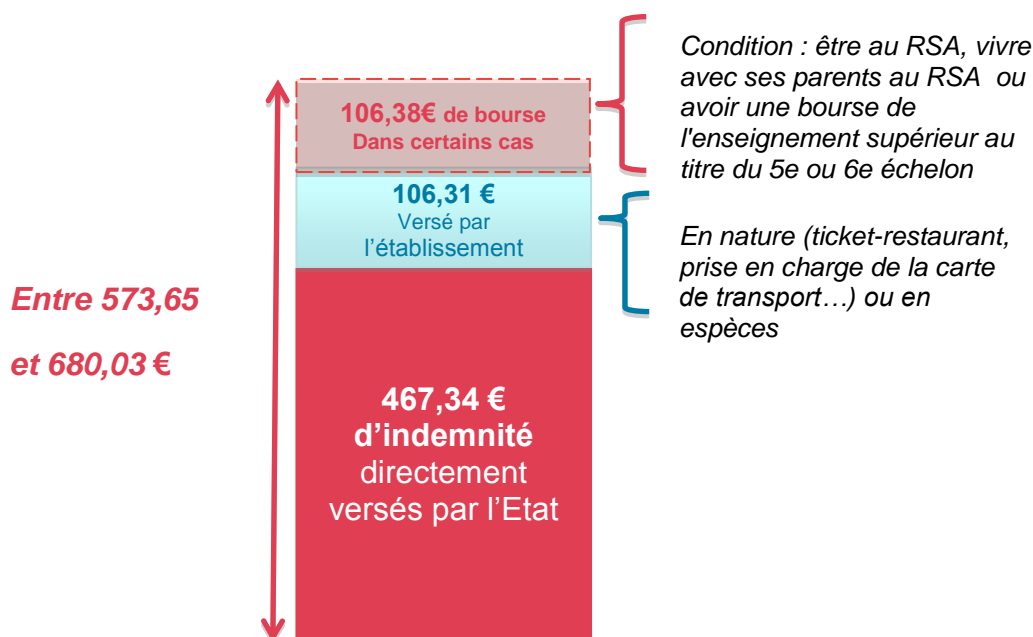 Condition : être au RSA, vivre
avec ses parents au RSA ou
avoir une bourse de
l'enseignement supérieur au
titre du 5e ou 6e échelon
106,38€ de bourse
Dans certains cas
106,31 €
Versé par
l'établissement
En nature (ticket-restaurant,
prise en charge de la carte
de transport…) ou en
espèces
Entre 573,65
et 680,03 €
467,34 €
d'indemnité
directement
versés par l'Etat